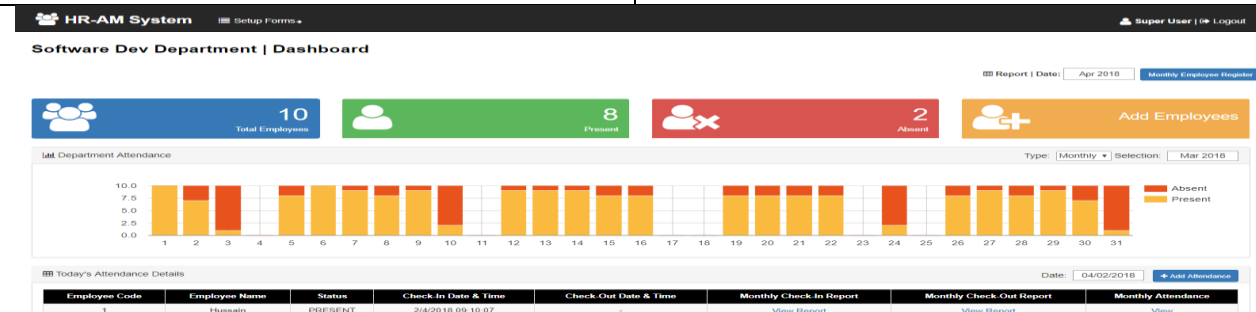 HR-AM System Setup Forms Super User | Logout
Software Dev Department | Dashboard
Report | Date: Apr 2018 Monthly Employee Register
10
Total Employees
8
Present
2
Absent
Add Employees
Department Attendance Type: Monthly Selection: Mar 2018
10.0
7.5
5.0
2.5
0.0
1 2 3 4 5 6 7 8 9 10 11 12 13 14 15 16 17 18 19 20 21 22 23 24 25 26 27 28 29 30 31
Absent
Present
Today's Attendance Details Date: 04/02/2018 + Add Attendance
Employee Code Employee Name Status Check-In Date & Time Check-Out Date & Time Monthly Check-In Report Monthly Check-Out Report Monthly Attendance
1 Hussain PRESENT 2/4/2018 09:10:07 - View Report View Report View